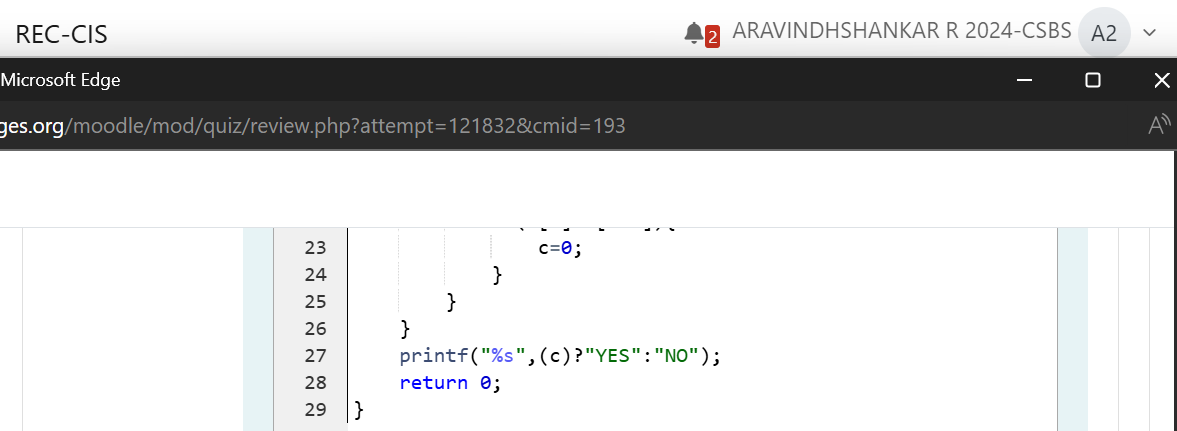 REC-CIS
2 ARAVINDHSHANKAR R 2024-CSBS A2
Microsoft Edge
ges.org/moodle/mod/quiz/review.php?attempt=121832&cmid=193
23 c=0;
24 }
25 }
26 }
27 printf("%s",(c)?"YES":"NO");
28 return 0;
29 }